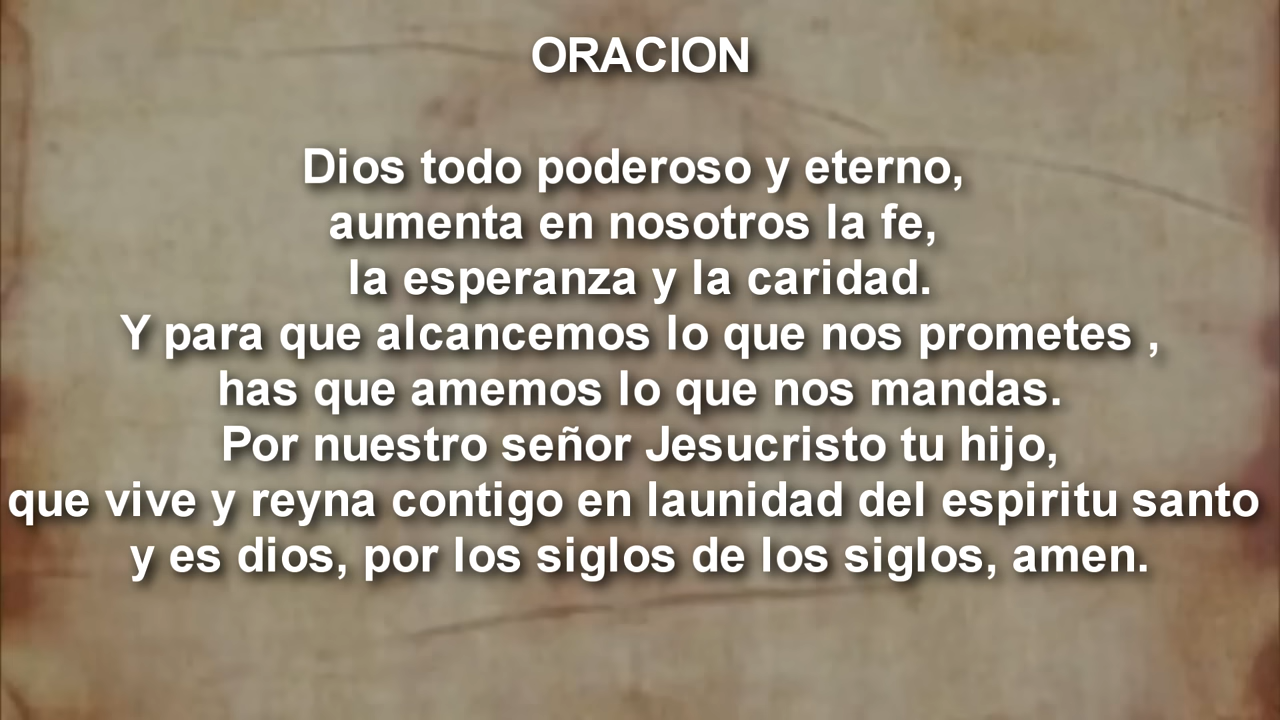 ORACION
Dios todo poderoso y eterno,
aumenta en nosotros la fe,
la esperanza y la caridad.
Y para que alcancemos lo que nos prometes ,
has que amemos lo que nos mandas.
Por nuestro señor Jesucristo tu hijo,
que vive y reyna contigo en launidad del espiritu santo
y es dios, por los siglos de los siglos, amen.